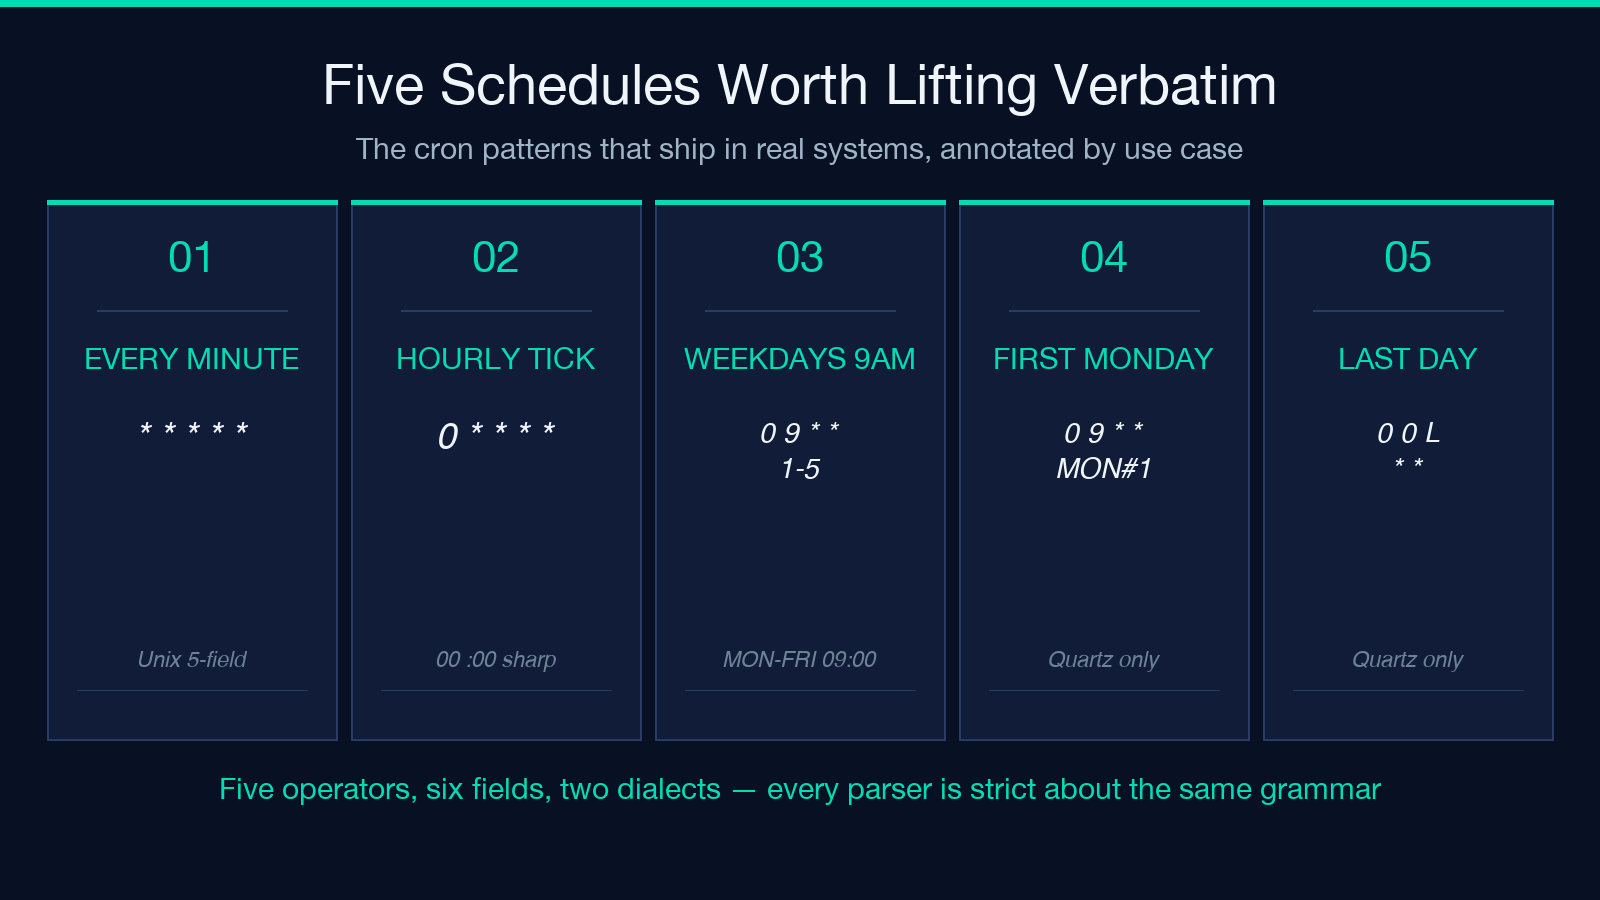 Five Schedules Worth Lifting Verbatim
The cron patterns that ship in real systems, annotated by use case
01
EVERY MINUTE
* * * * *
Unix 5-field
02
HOURLY TICK
0 * * * *
00 :00 sharp
03
WEEKDAYS 9AM
0 9 * *
1-5
MON-FRI 09:00
04
FIRST MONDAY
0 9 * *
MON#1
Quartz only
05
LAST DAY
0 0 L
* *
Quartz only
Five operators, six fields, two dialects — every parser is strict about the same grammar